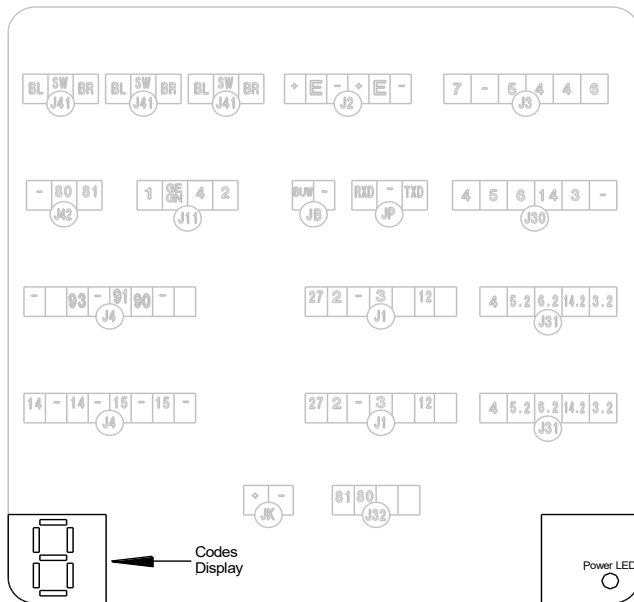 BL SW BR BL SW BR BL SW BR + E - + E - 7 - 5 4 4 6
J41 J41 J41 J2 J3
- 80 81 1 GE GN 4 2 BUW - RXD - TXD 4 5 6 14 3 -
J42 J11 JB JP J30
- 93 - 91 90 - 27 2 - 3 12 4 5.2 6.2 14.2 3.2
J4 J1 J31
14 - 14 - 15 - 15 - 27 2 - 3 12 4 5.2 6.2 14.2 3.2
J4 J1 J31
+ - 81 80
JK J32
8
Codes
Display
Power LED